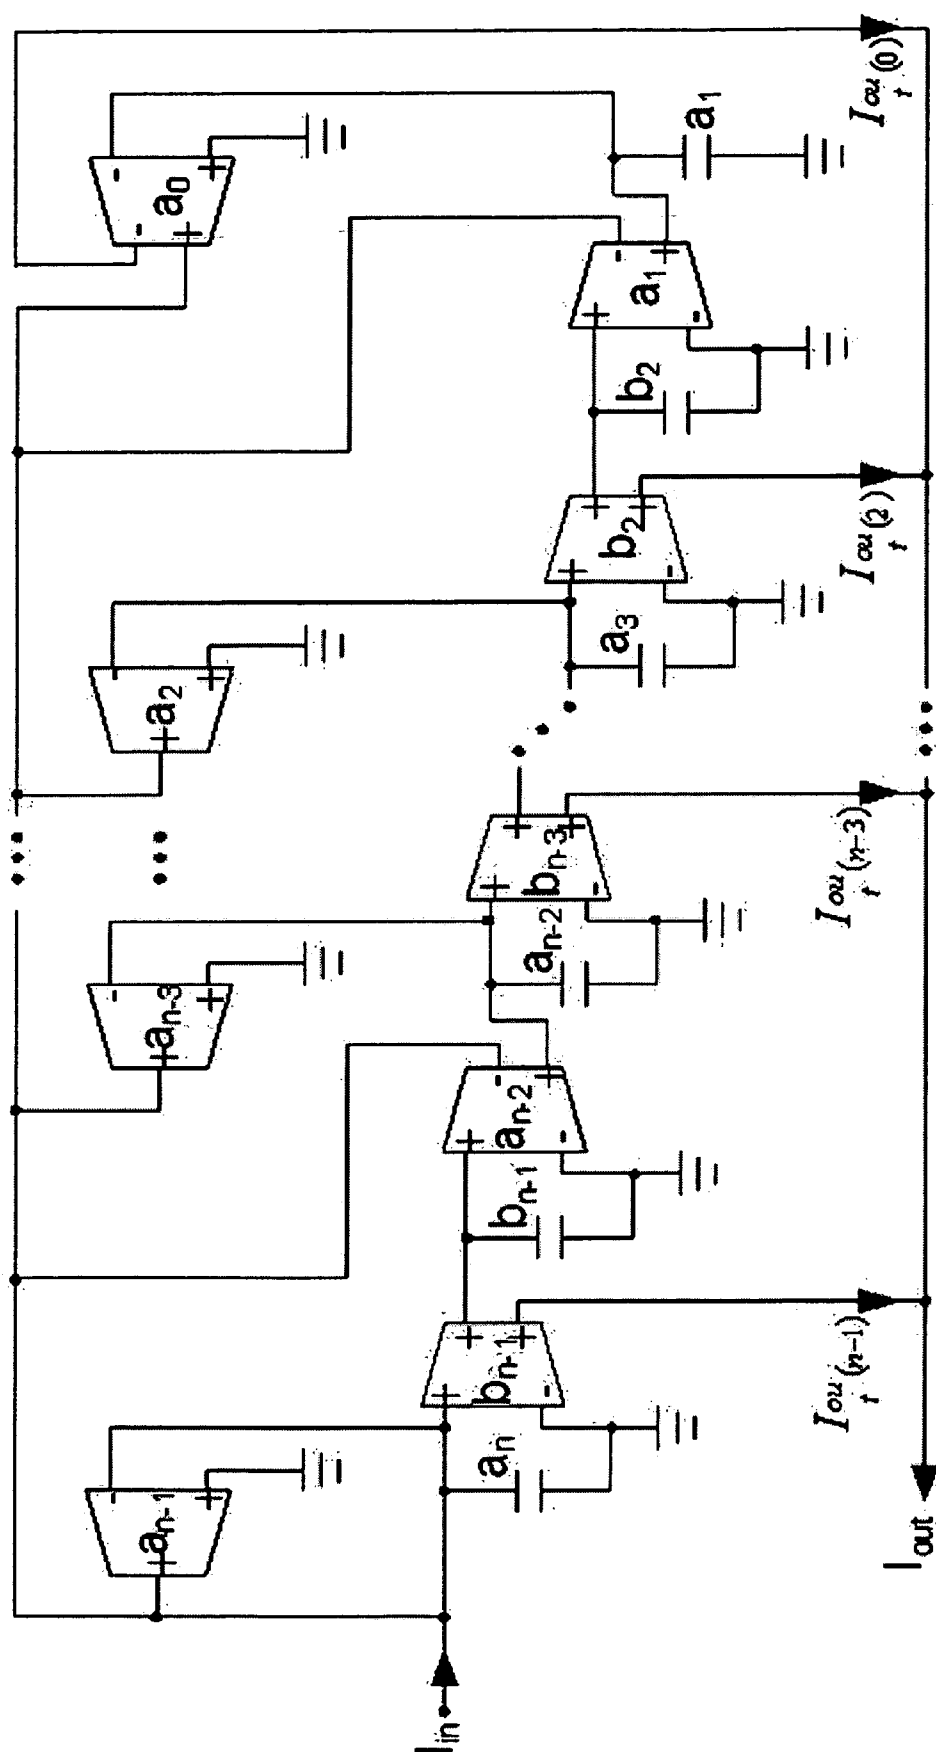 a0
a1
a1
b2
b2
a2
a3
bn-3
an-3
an-2
an-2
bn-1
bn-1
an-1
an
Iin
Iout(0)
Iout(2)
Iout(n-3)
Iout(n-1)
Iout